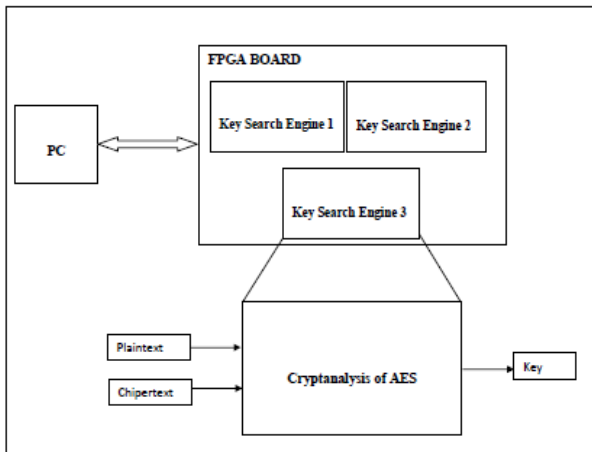 FPGA BOARD
Key Search Engine 1
Key Search Engine 2
PC
Key Search Engine 3
Plaintext
Cryptanalysis of AES
Key
Chipertext